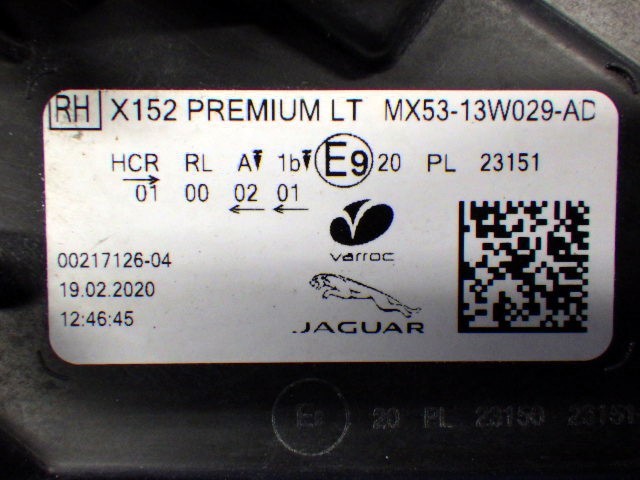 RH X152 PREMIUM LT MX53-13W029-AD
HCR RL A 1b E9 20 PL 23151
01 00 02 01
varroc
00217126-04
19.02.2020
12:46:45
JAGUAR
20 PL 23150 23151